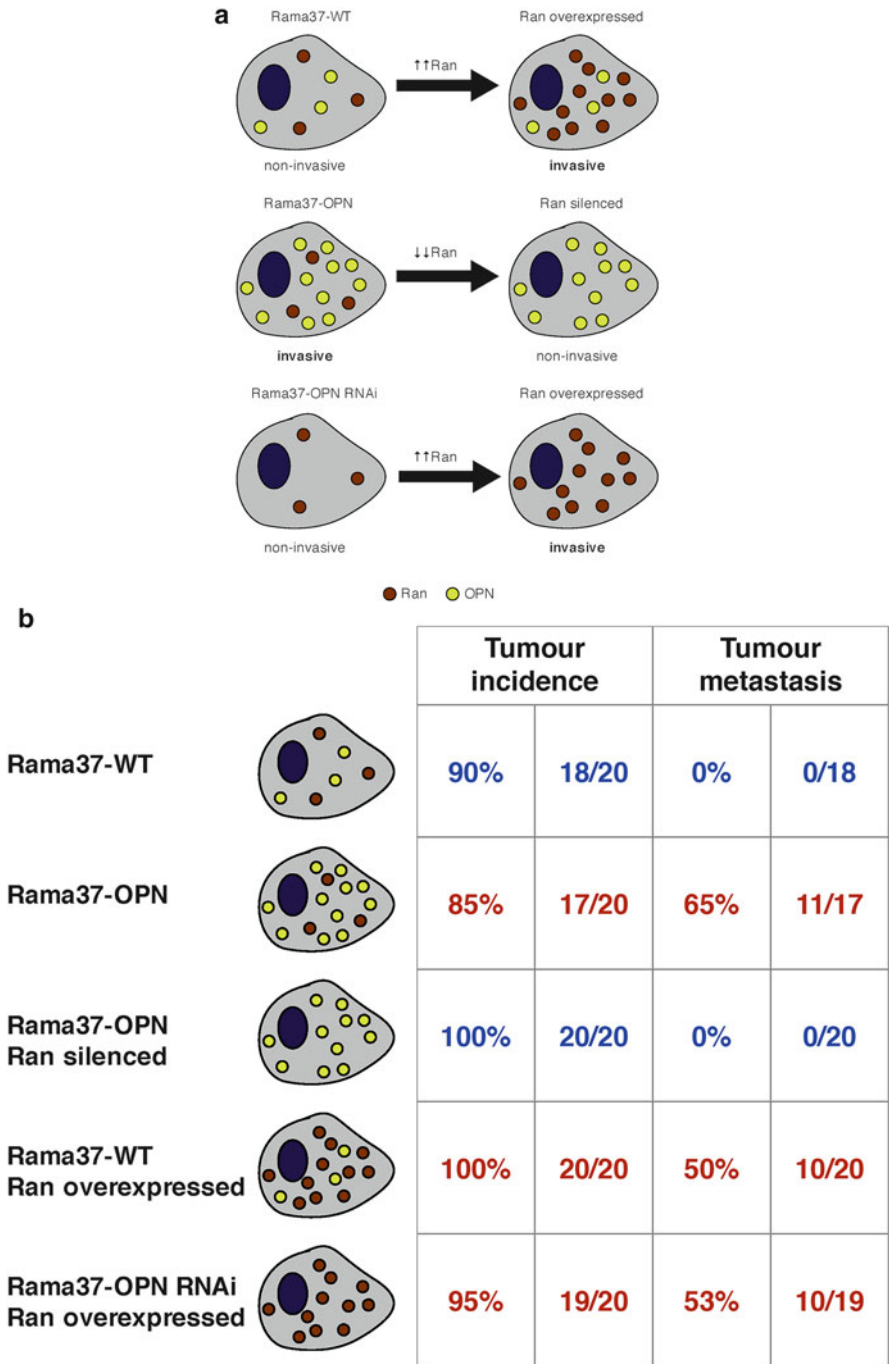 a
Rama37-WT
Ran overexpressed
↑↑Ran
non-invasive
invasive
Rama37-OPN
Ran silenced
↓↓Ran
invasive
non-invasive
Rama37-OPN RNAi
Ran overexpressed
↑↑Ran
non-invasive
invasive
Ran OPN
b
Tumour incidence
Tumour metastasis
Rama37-WT 90% 18/20 0% 0/18
Rama37-OPN 85% 17/20 65% 11/17
Rama37-OPN
Ran silenced 100% 20/20 0% 0/20
Rama37-WT
Ran overexpressed 100% 20/20 50% 10/20
Rama37-OPN RNAi
Ran overexpressed 95% 19/20 53% 10/19